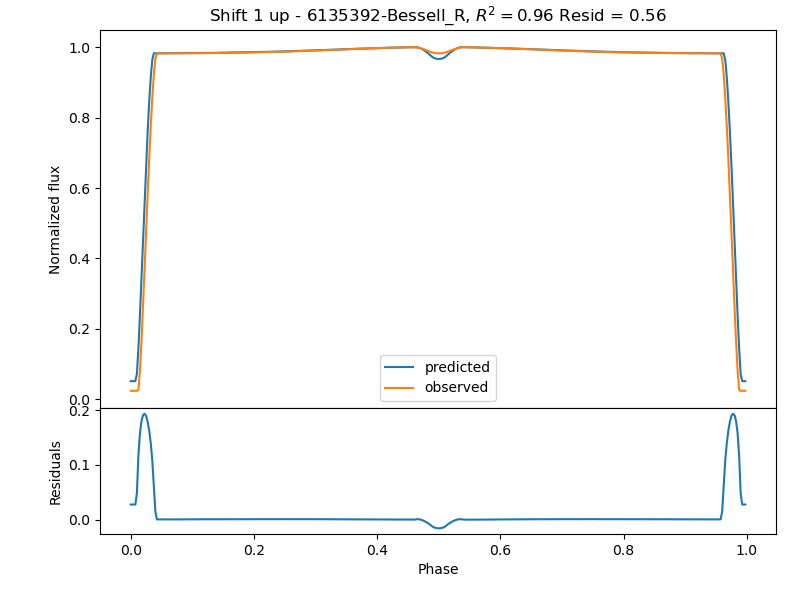 Shift 1 up - 6135392-Bessell_R, R² = 0.96 Resid = 0.56
1.0
0.8
0.6
0.4
0.2
0.0
Normalized flux
predicted
observed
0.2
0.1
0.0
Residuals
0.0 0.2 0.4 0.6 0.8 1.0
Phase